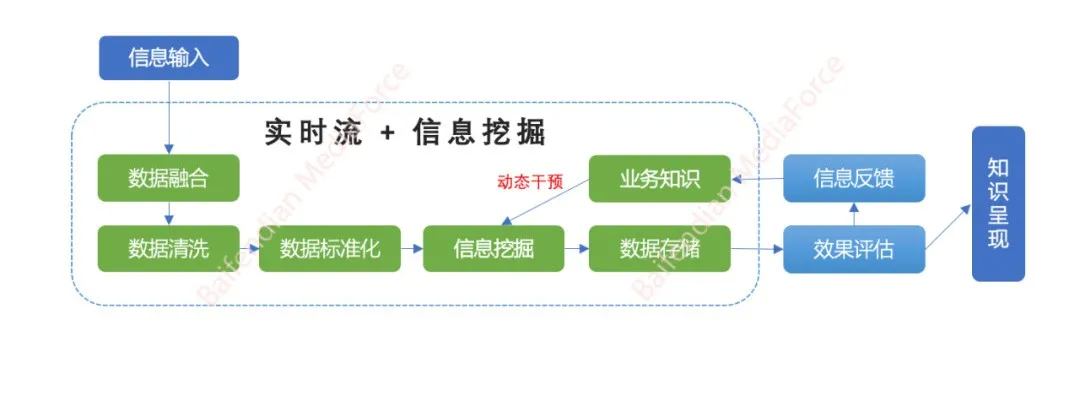 信息输入
实时流 + 信息挖掘
数据融合
动态干预
业务知识
信息反馈
知识呈现
数据清洗
数据标准化
信息挖掘
数据存储
效果评估
Baifendian MediaForce
Baifendian MediaForce